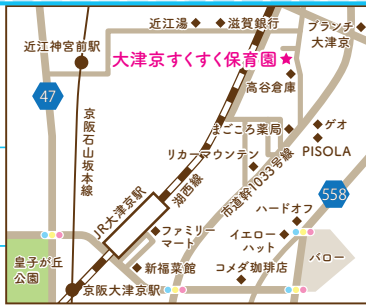 近江湯
滋賀銀行
ブランチ
大津京
近江神宮前駅
大津京すくすく保育園
高谷倉庫
47
京阪石山坂本線
まごころ薬局
ゲオ
PISOLA
リカーマウンテン
市道幹1033号線
湖西線
JR大津京駅
558
ハードオフ
ファミリー
マート
イエロー
ハット
バロー
皇子が丘
公園
新福菜館
コメダ珈琲店
京阪大津京駅